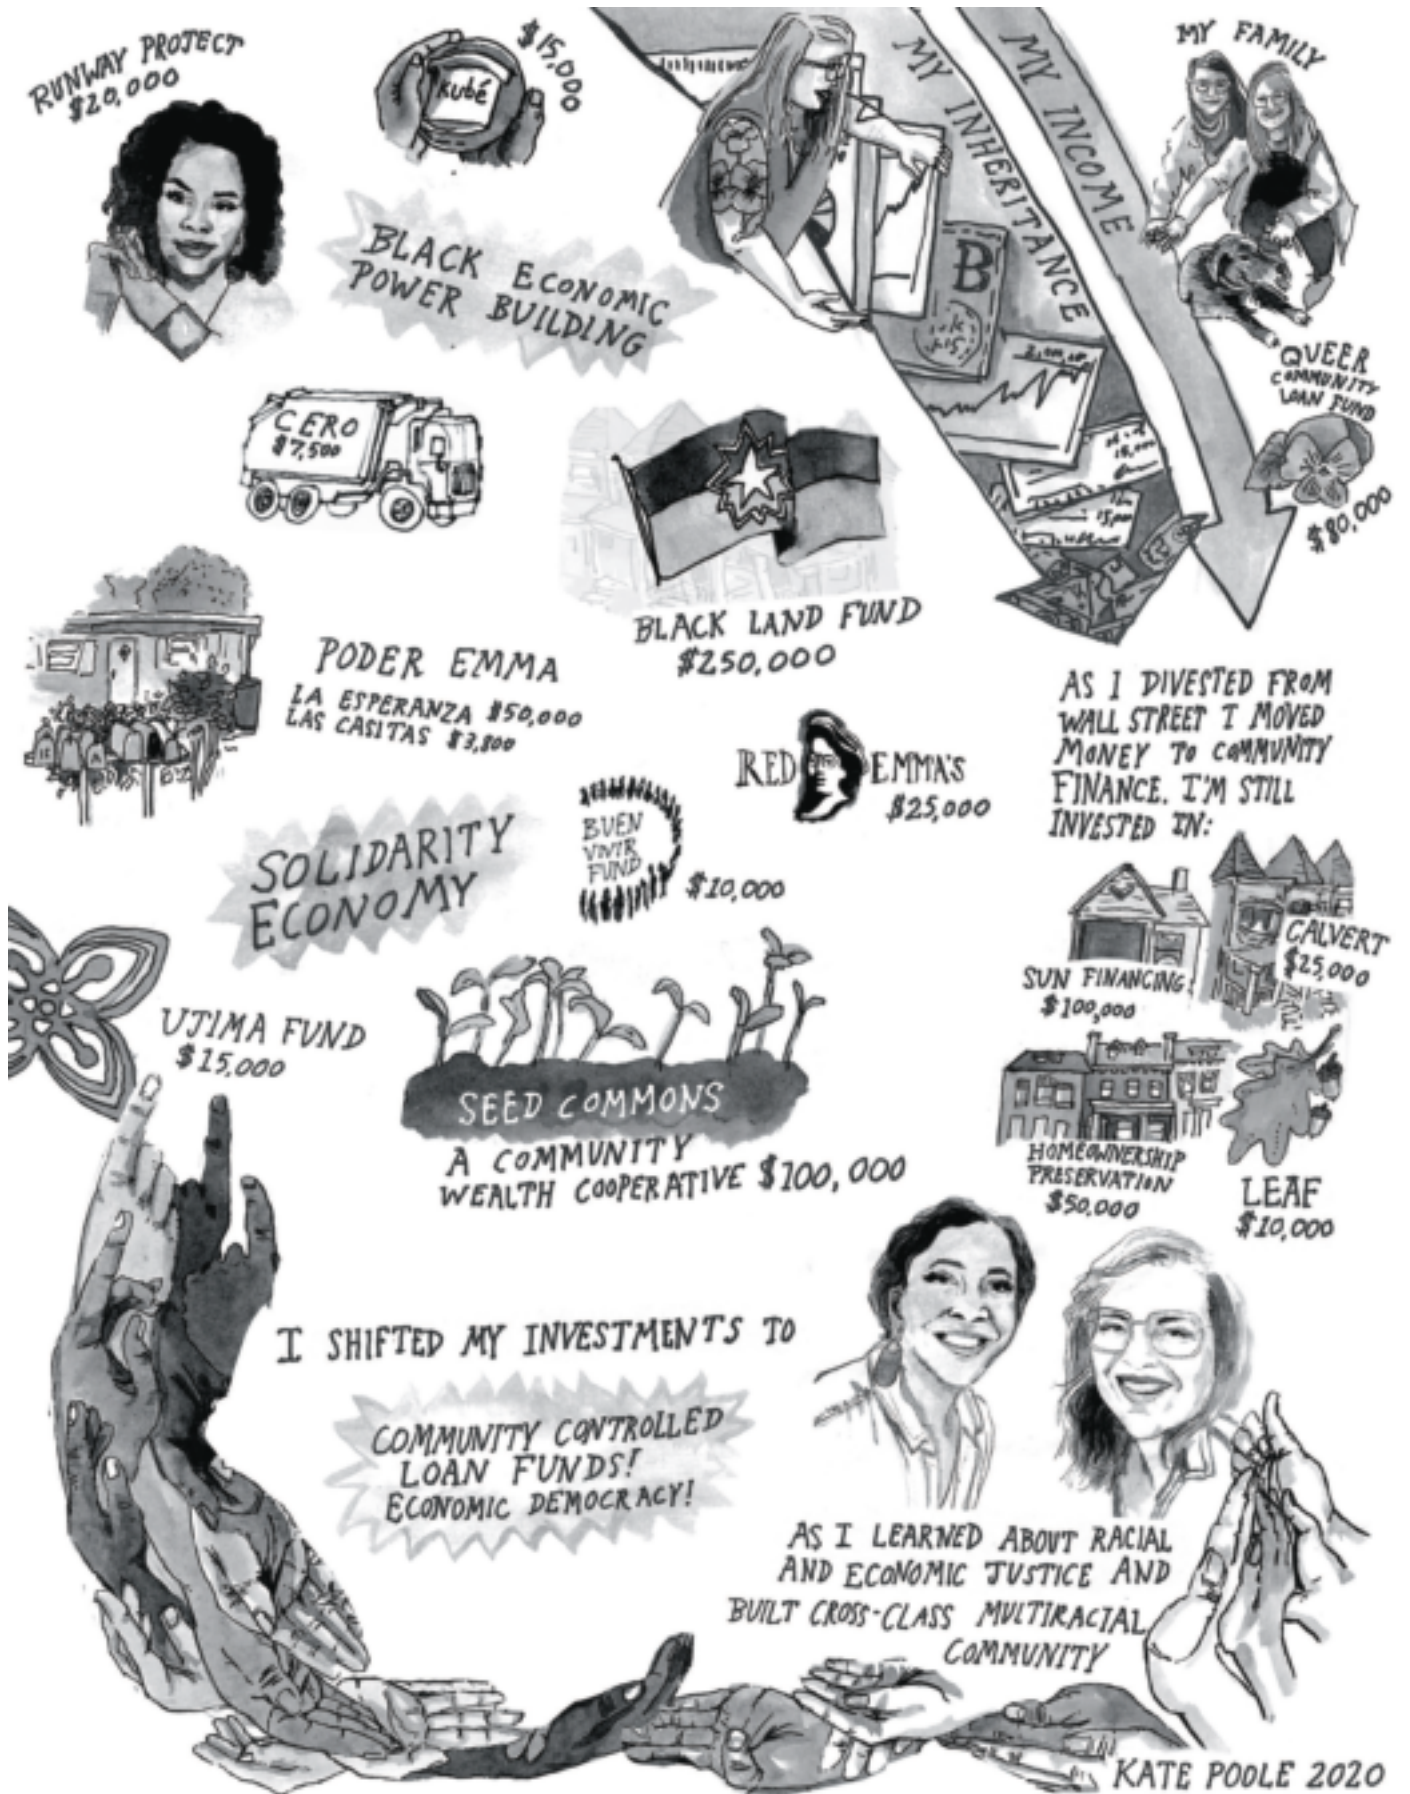 RUNWAY PROJECT
$20,000
kubé
$15,000
MY INHERITANCE
MY INCOME
MY FAMILY
BLACK ECONOMIC
POWER BUILDING
B
QUEER
COMMUNITY
LOAN FUND
$80,000
CERO
$7,500
BLACK LAND FUND
$250,000
PODER EMMA
LA ESPERANZA $50,000
LAS CASITAS $3,800
AS I DIVESTED FROM
WALL STREET I MOVED
MONEY TO COMMUNITY
FINANCE. I'M STILL
INVESTED IN:
RED EMMA'S
$25,000
SOLIDARITY
ECONOMY
BUEN
VIVIR
FUND
$10,000
CALVERT
$25,000
SUN FINANCING
$100,000
UJIMA FUND
$15,000
SEED COMMONS
A COMMUNITY
WEALTH COOPERATIVE $100,000
HOMEOWNERSHIP
PRESERVATION
$50,000
LEAF
$10,000
I SHIFTED MY INVESTMENTS TO
COMMUNITY CONTROLLED
LOAN FUNDS!
ECONOMIC DEMOCRACY!
AS I LEARNED ABOUT RACIAL
AND ECONOMIC JUSTICE AND
BUILT CROSS-CLASS MULTIRACIAL
COMMUNITY
KATE POOLE 2020